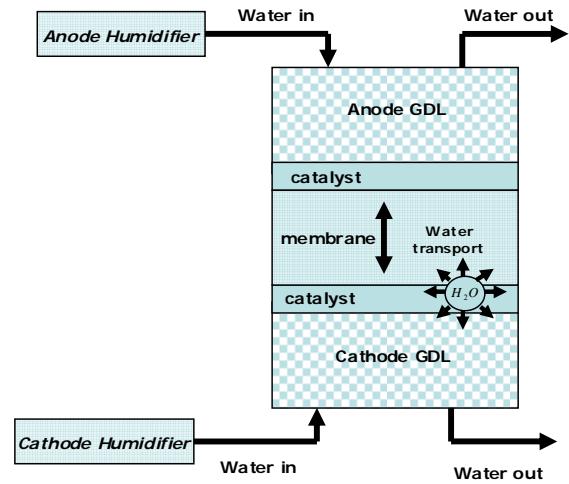 Water in
Water out
Anode Humidifier
Anode GDL
catalyst
membrane
Water
transport
catalyst
H₂O
Cathode GDL
Cathode Humidifier
Water in
Water out